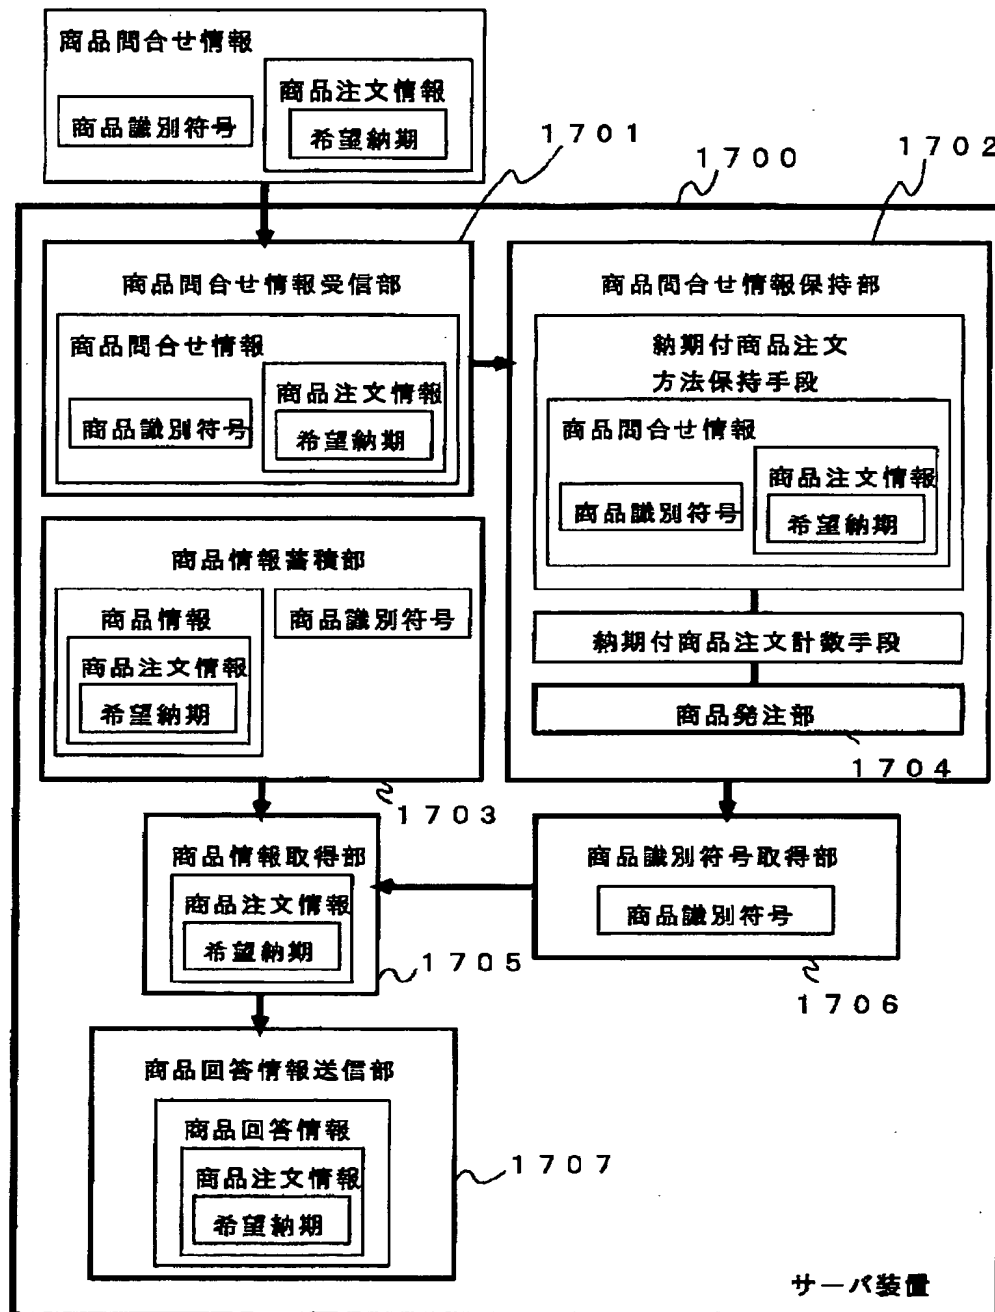 商品問合せ情報
商品注文情報
商品識別符号
希望納期
1701
1700
1702
商品問合せ情報受信部
商品問合せ情報
商品注文情報
商品識別符号
希望納期
商品問合せ情報保持部
納期付商品注文
方法保持手段
商品問合せ情報
商品注文情報
商品識別符号
希望納期
納期付商品注文計数手段
商品発注部
1704
商品情報蓄積部
商品情報
商品識別符号
商品注文情報
希望納期
1703
商品情報取得部
商品注文情報
希望納期
1705
商品識別符号取得部
商品識別符号
1706
商品回答情報送信部
商品回答情報
商品注文情報
希望納期
1707
サーバ装置